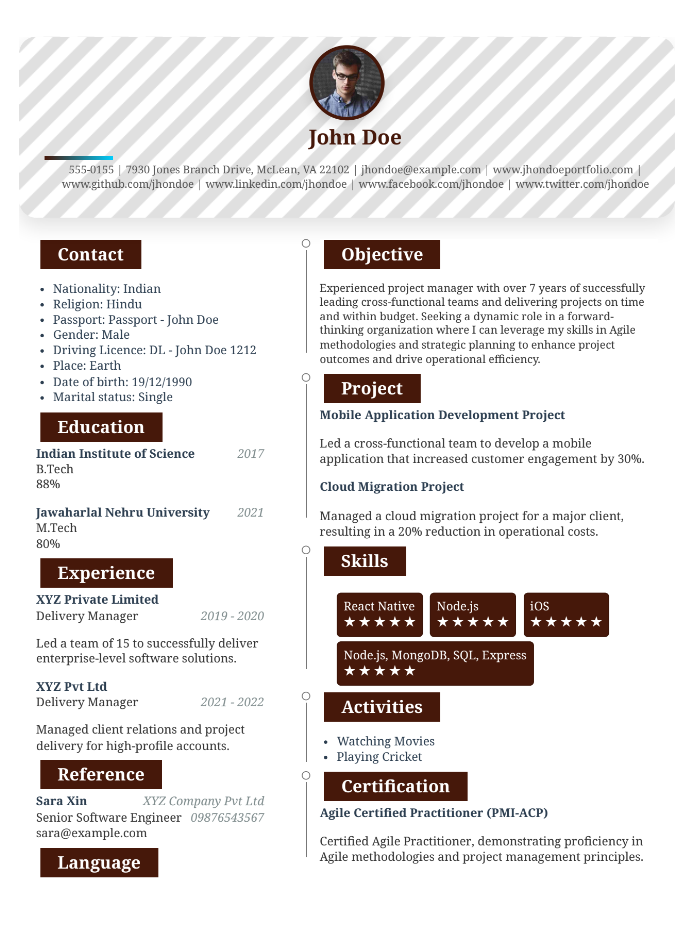 John Doe
555-0155 | 7930 Jones Branch Drive, McLean, VA 22102 | jhondoe@example.com | www.jhondoeportfolio.com |
www.github.com/jhondoe | www.linkedin.com/jhondoe | www.facebook.com/jhondoe | www.twitter.com/jhondoe
Contact
• Nationality: Indian
• Religion: Hindu
• Passport: Passport - John Doe
• Gender: Male
• Driving Licence: DL - John Doe 1212
• Place: Earth
• Date of birth: 19/12/1990
• Marital status: Single
Education
Indian Institute of Science 2017
B.Tech
88%
Jawaharlal Nehru University 2021
M.Tech
80%
Experience
XYZ Private Limited
Delivery Manager 2019 - 2020
Led a team of 15 to successfully deliver
enterprise-level software solutions.
XYZ Pvt Ltd
Delivery Manager 2021 - 2022
Managed client relations and project
delivery for high-profile accounts.
Reference
Sara Xin XYZ Company Pvt Ltd
Senior Software Engineer 09876543567
sara@example.com
Language
Objective
Experienced project manager with over 7 years of successfully
leading cross-functional teams and delivering projects on time
and within budget. Seeking a dynamic role in a forward-
thinking organization where I can leverage my skills in Agile
methodologies and strategic planning to enhance project
outcomes and drive operational efficiency.
Project
Mobile Application Development Project
Led a cross-functional team to develop a mobile
application that increased customer engagement by 30%.
Cloud Migration Project
Managed a cloud migration project for a major client,
resulting in a 20% reduction in operational costs.
Skills
React Native Node.js iOS
★★★★★ ★★★★★ ★★★★★
Node.js, MongoDB, SQL, Express
★★★★★
Activities
• Watching Movies
• Playing Cricket
Certification
Agile Certified Practitioner (PMI-ACP)
Certified Agile Practitioner, demonstrating proficiency in
Agile methodologies and project management principles.